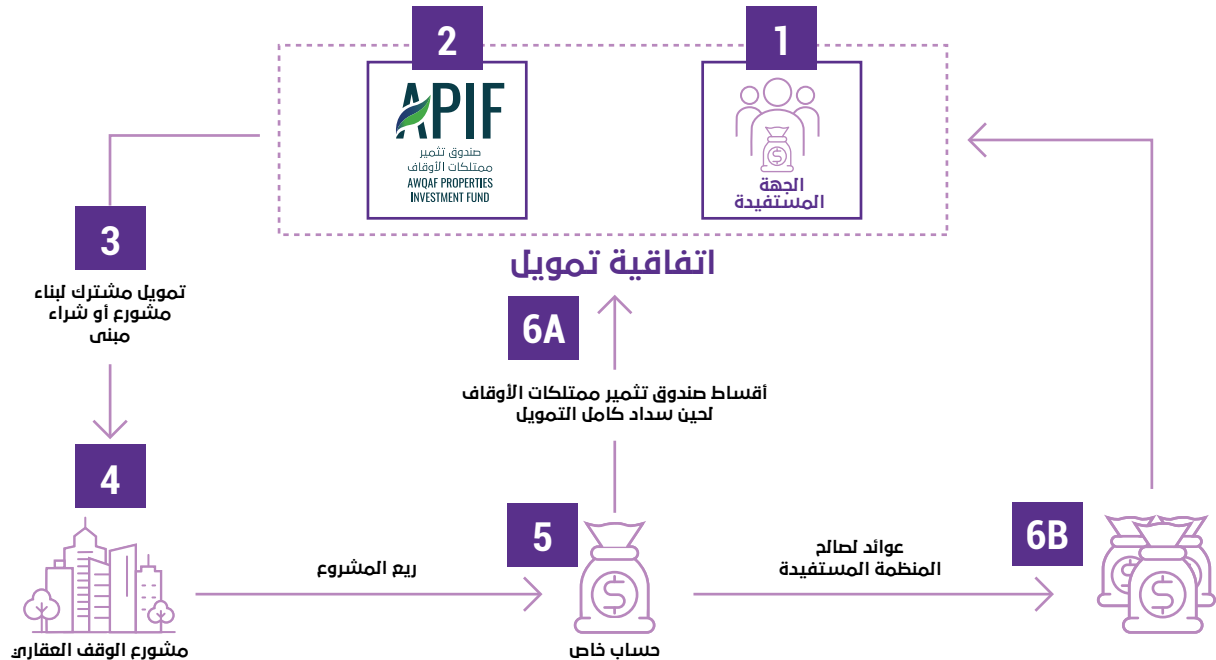 1
الجهة
المستفيدة
2
APIF
صندوق تثمير
ممتلكات الأوقاف
AWQAF PROPERTIES
INVESTMENT FUND
اتفاقية تمويل
3
تمويل مشترك لبناء
مشورع أو شراء
مبنى
4
مشورع الوقف العقاري
ريع المشروع
5
حساب خاص
6A
أقساط صندوق تثمير ممتلكات الأوقاف
لحين سداد كامل التمويل
عوائد لصالح
المنظمة المستفيدة
6B